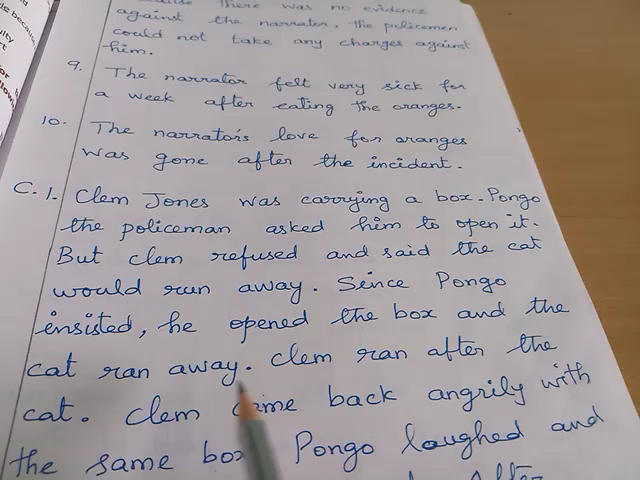 there was no evidence
against the narrator. The policemen
could not take any charges against
him.
9. The narrator felt very sick for
a week after eating the oranges.
10. The narrator's love for oranges
was gone after the incident.
C. 1. Clem Jones was carrying a box. Pongo
the policeman asked him to open it.
But clem refused and said the cat
would run away. Since Pongo
insisted, he opened the box and the
cat ran away. Clem ran after the
cat. Clem came back angrily with
the same box Pongo laughed and